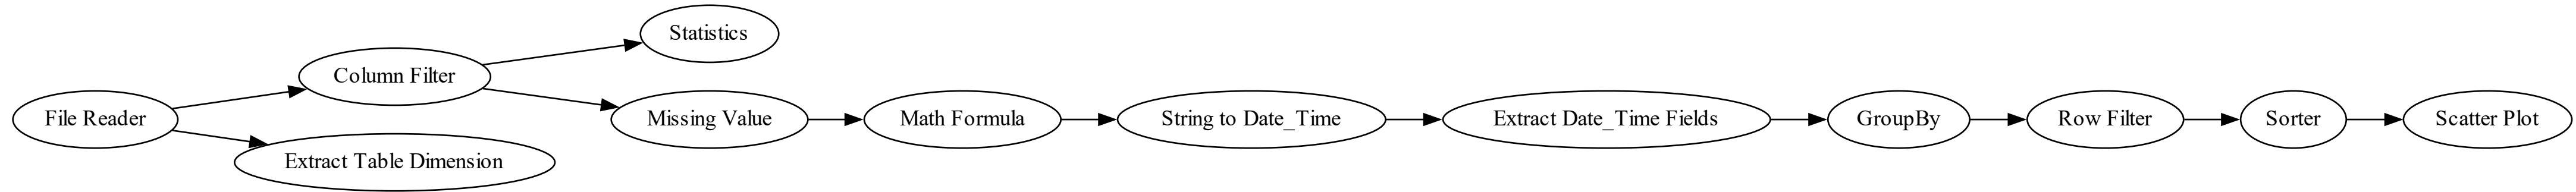 File Reader
Column Filter
Extract Table Dimension
Statistics
Missing Value
Math Formula
String to Date_Time
Extract Date_Time Fields
GroupBy
Row Filter
Sorter
Scatter Plot